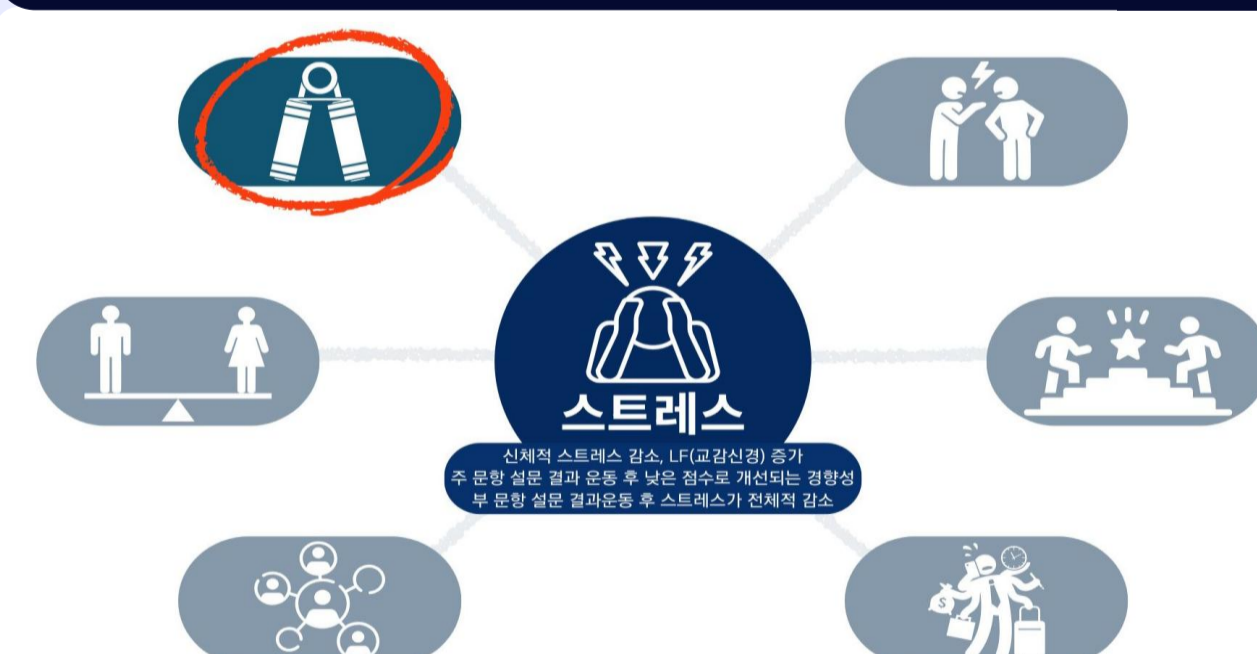 스트레스
신체적 스트레스 감소, LF(교감신경) 증가
주 문항 설문 결과 운동 후 낮은 점수로 개선되는 경향성
부 문항 설문 결과운동 후 스트레스가 전체적 감소
$